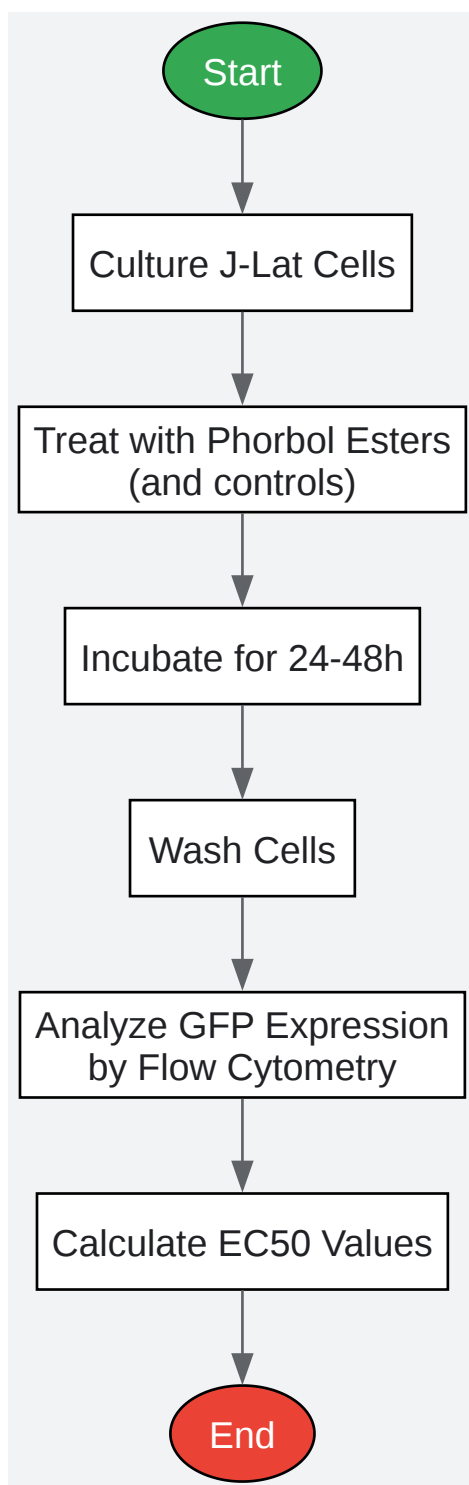 Start
Culture J-Lat Cells
Treat with Phorbol Esters
(and controls)
Incubate for 24-48h
Wash Cells
Analyze GFP Expression
by Flow Cytometry
Calculate EC50 Values
End